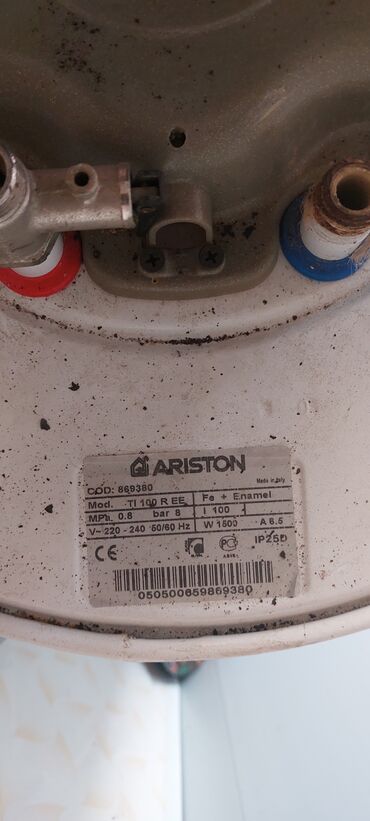 ARISTON
COD: 869380 Made in Italy
Mod. TI 100 R EE Fe + Enamel
MPa 0.8 bar 8 l 100
V~ 220 - 240 50/60 Hz W 1500 A 6.5
CE PC IP25D
050500659869380